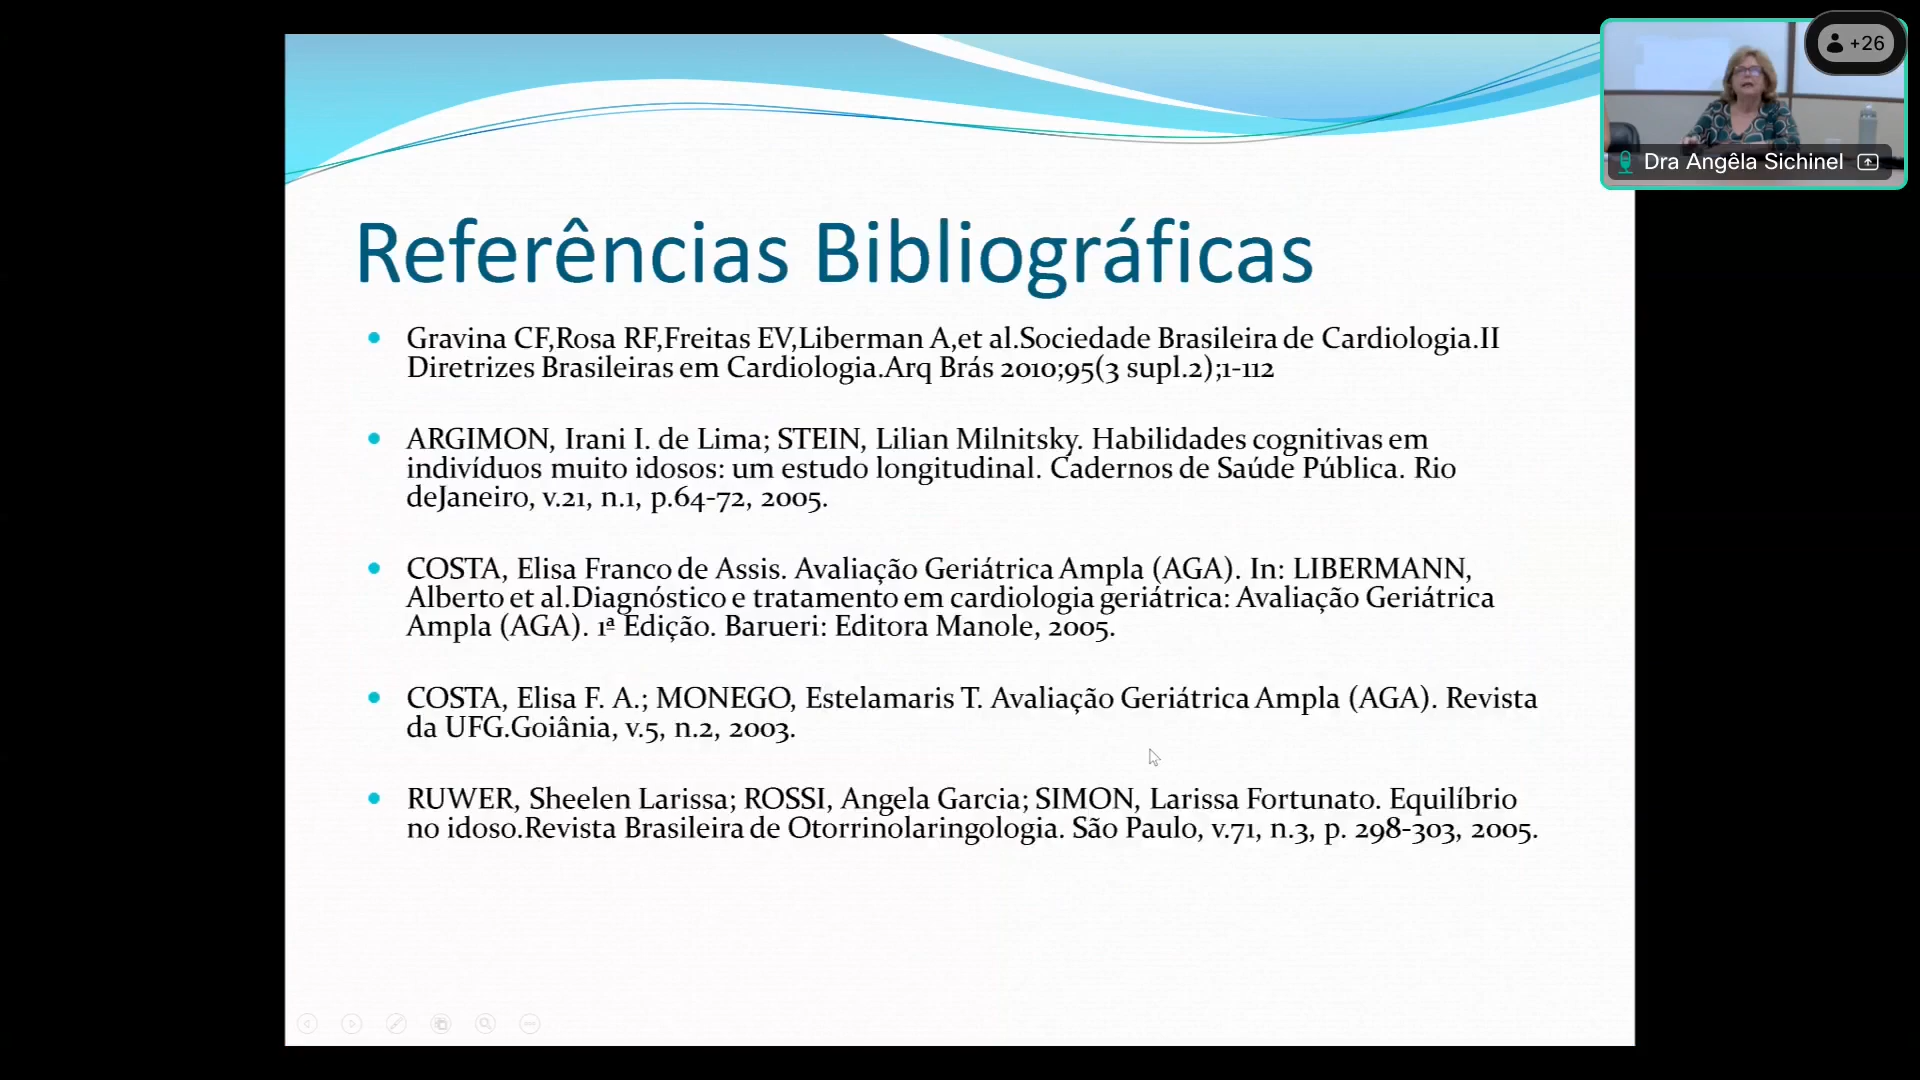 +26
Dra Angêla Sichinel
Referências Bibliográficas
Gravina CF,Rosa RF,Freitas EV,Liberman A,et al.Sociedade Brasileira de Cardiologia.II
Diretrizes Brasileiras em Cardiologia.Arq Brás 2010;95(3 supl.2);1-112
ARGIMON, Irani I. de Lima; STEIN, Lilian Milnitsky. Habilidades cognitivas em
indivíduos muito idosos: um estudo longitudinal. Cadernos de Saúde Pública. Rio
deJaneiro, v.21, n.1, p.64-72, 2005.
COSTA, Elisa Franco de Assis. Avaliação Geriátrica Ampla (AGA). In: LIBERMANN,
Alberto et al.Diagnóstico e tratamento em cardiologia geriátrica: Avaliação Geriátrica
Ampla (AGA). 1ª Edição. Barueri: Editora Manole, 2005.
COSTA, Elisa F. A.; MONEGO, Estelamaris T. Avaliação Geriátrica Ampla (AGA). Revista
da UFG.Goiânia, v.5, n.2, 2003.
RUWER, Sheelen Larissa; ROSSI, Angela Garcia; SIMON, Larissa Fortunato. Equilíbrio
no idoso.Revista Brasileira de Otorrinolaringologia. São Paulo, v.71, n.3, p. 298-303, 2005.